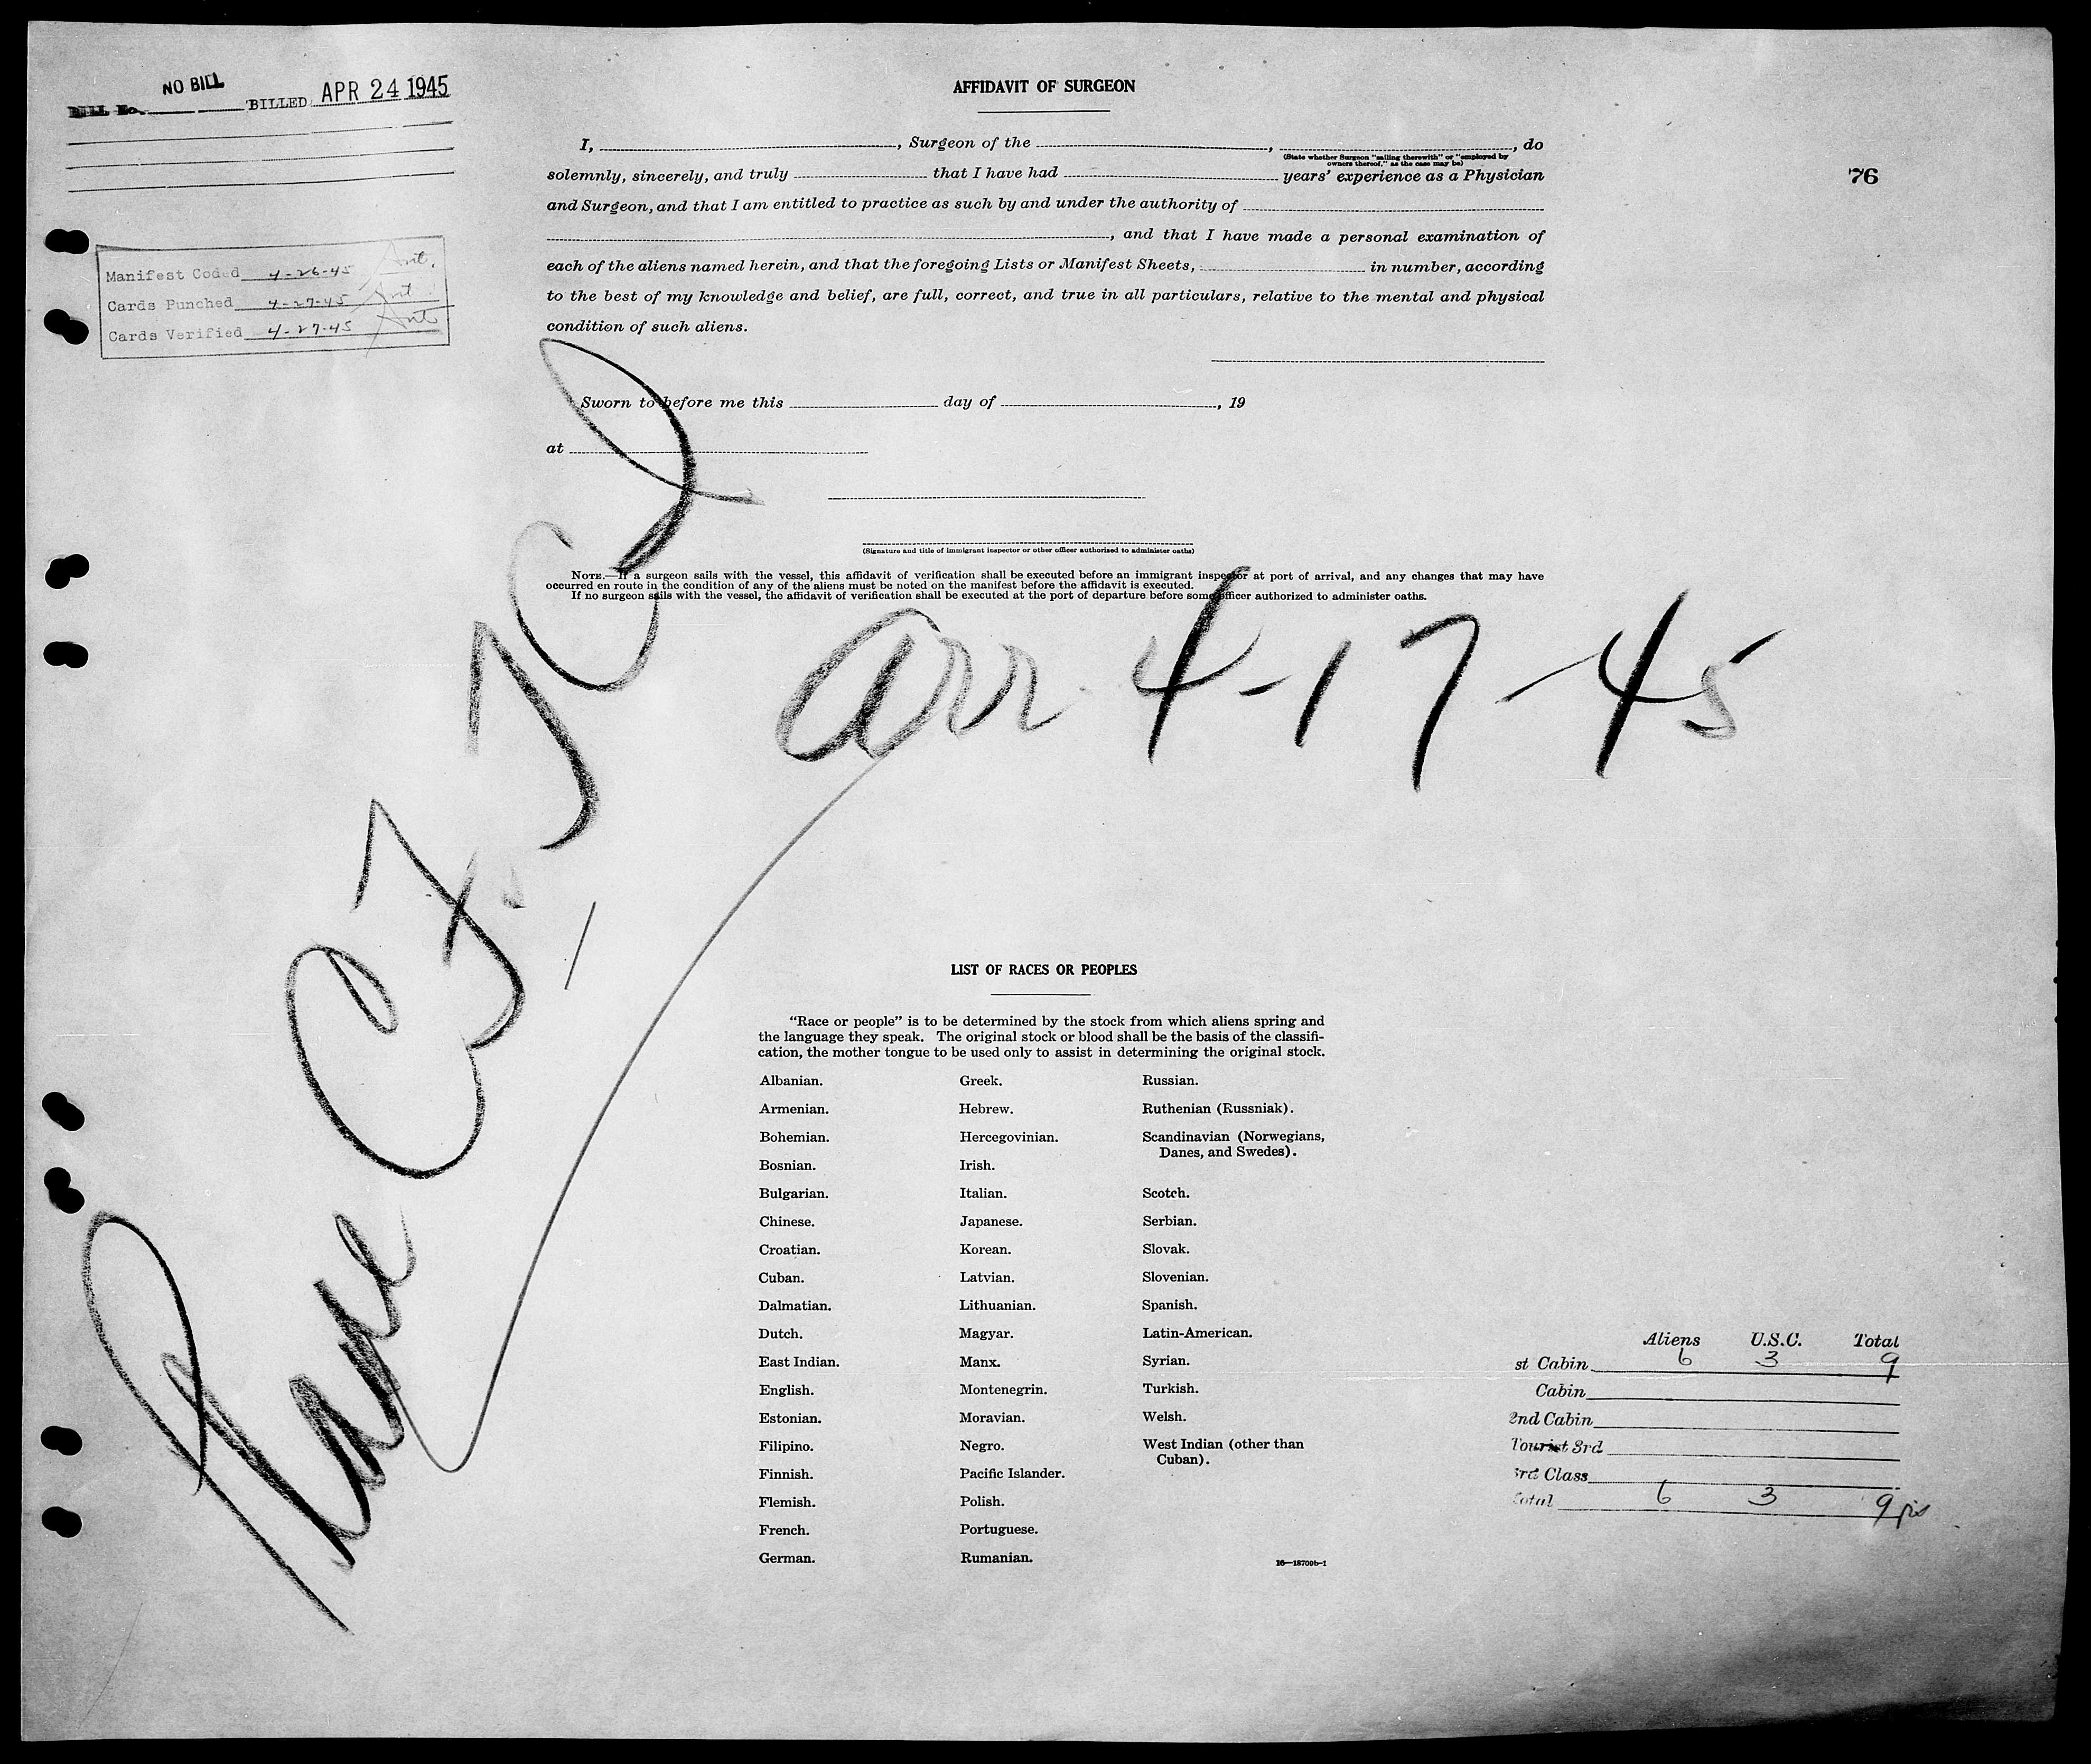 NO BILL
BILL No. BILLED APR 24 1945
Manifest Coded 4-26-45
Cards Punched 4-27-45
Cards Verified 4-27-45
AFFIDAVIT OF SURGEON
I, , Surgeon of the , , do
(State whether Surgeon "sailing therewith" or "employed by
owners thereof," as the case may be)
solemnly, sincerely, and truly that I have had years' experience as a Physician
76
and Surgeon, and that I am entitled to practice as such by and under the authority of
, and that I have made a personal examination of
each of the aliens named herein, and that the foregoing Lists or Manifest Sheets, in number, according
to the best of my knowledge and belief, are full, correct, and true in all particulars, relative to the mental and physical
condition of such aliens.
Sworn to before me this day of , 19
at
(Signature and title of immigrant inspector or other officer authorized to administer oaths)
NOTE.—If a surgeon sails with the vessel, this affidavit of verification shall be executed before an immigrant inspector at port of arrival, and any changes that may have
occurred en route in the condition of any of the aliens must be noted on the manifest before the affidavit is executed.
If no surgeon sails with the vessel, the affidavit of verification shall be executed at the port of departure before some officer authorized to administer oaths.
Plane
arr 4-17-45
LIST OF RACES OR PEOPLES
"Race or people" is to be determined by the stock from which aliens spring and
the language they speak. The original stock or blood shall be the basis of the classifi-
cation, the mother tongue to be used only to assist in determining the original stock.
Albanian. Greek. Russian.
Armenian. Hebrew. Ruthenian (Russniak).
Bohemian. Hercegovinian. Scandinavian (Norwegians,
Danes, and Swedes).
Bosnian. Irish.
Bulgarian. Italian. Scotch.
Chinese. Japanese. Serbian.
Croatian. Korean. Slovak.
Cuban. Latvian. Slovenian.
Dalmatian. Lithuanian. Spanish.
Dutch. Magyar. Latin-American.
East Indian. Manx. Syrian.
English. Montenegrin. Turkish.
Estonian. Moravian. Welsh.
Filipino. Negro. West Indian (other than
Cuban).
Finnish. Pacific Islander.
Flemish. Polish.
French. Portuguese.
German. Rumanian.
16—18700b-1
Aliens U.S.C. Total
st Cabin 6 3 9
Cabin
2nd Cabin
Tourist 3rd
3rd Class
Total 6 3 9